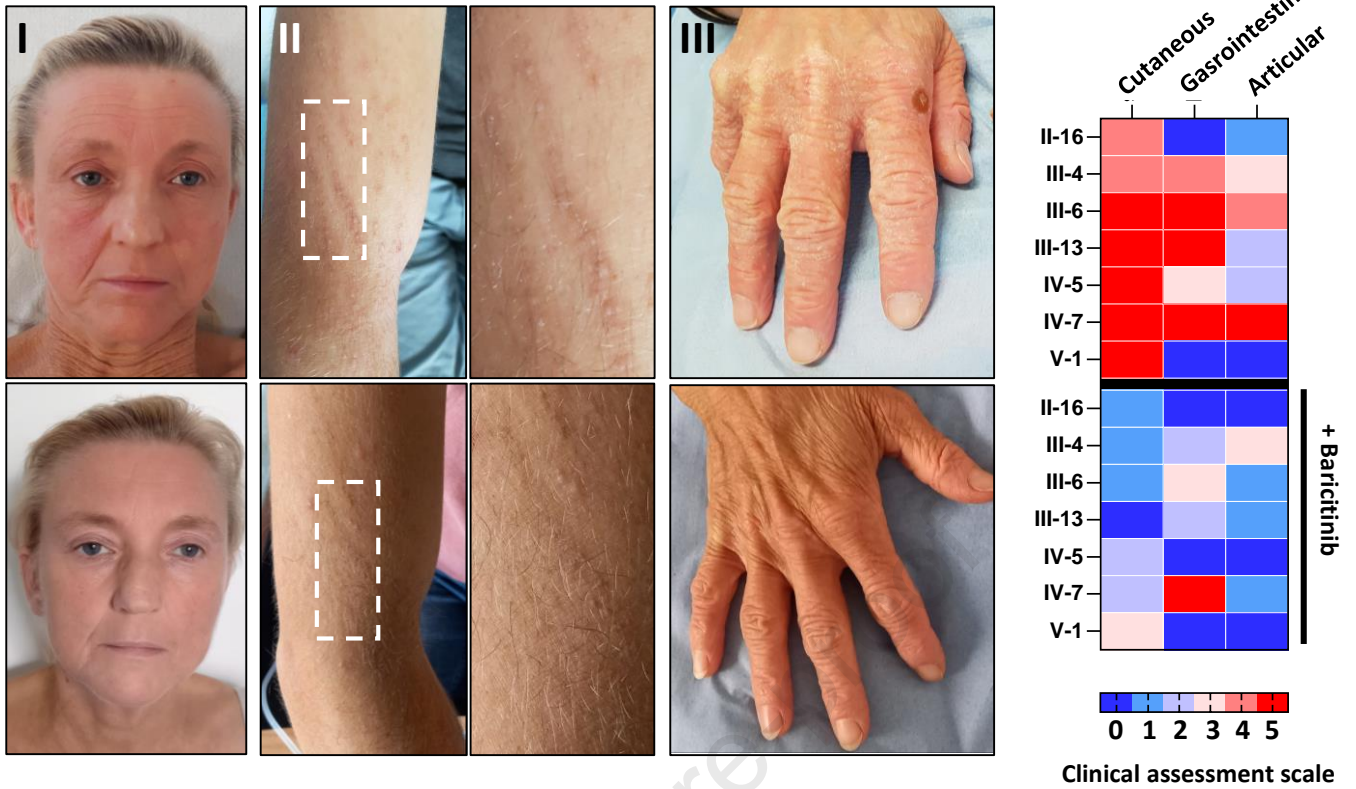 I
II
III
Cutaneous
Gasrointestin
Articular
II-16
III-4
III-6
III-13
IV-5
IV-7
V-1
II-16
III-4
III-6
III-13
IV-5
IV-7
V-1
+ Baricitinib
0 1 2 3 4 5
Clinical assessment scale
re